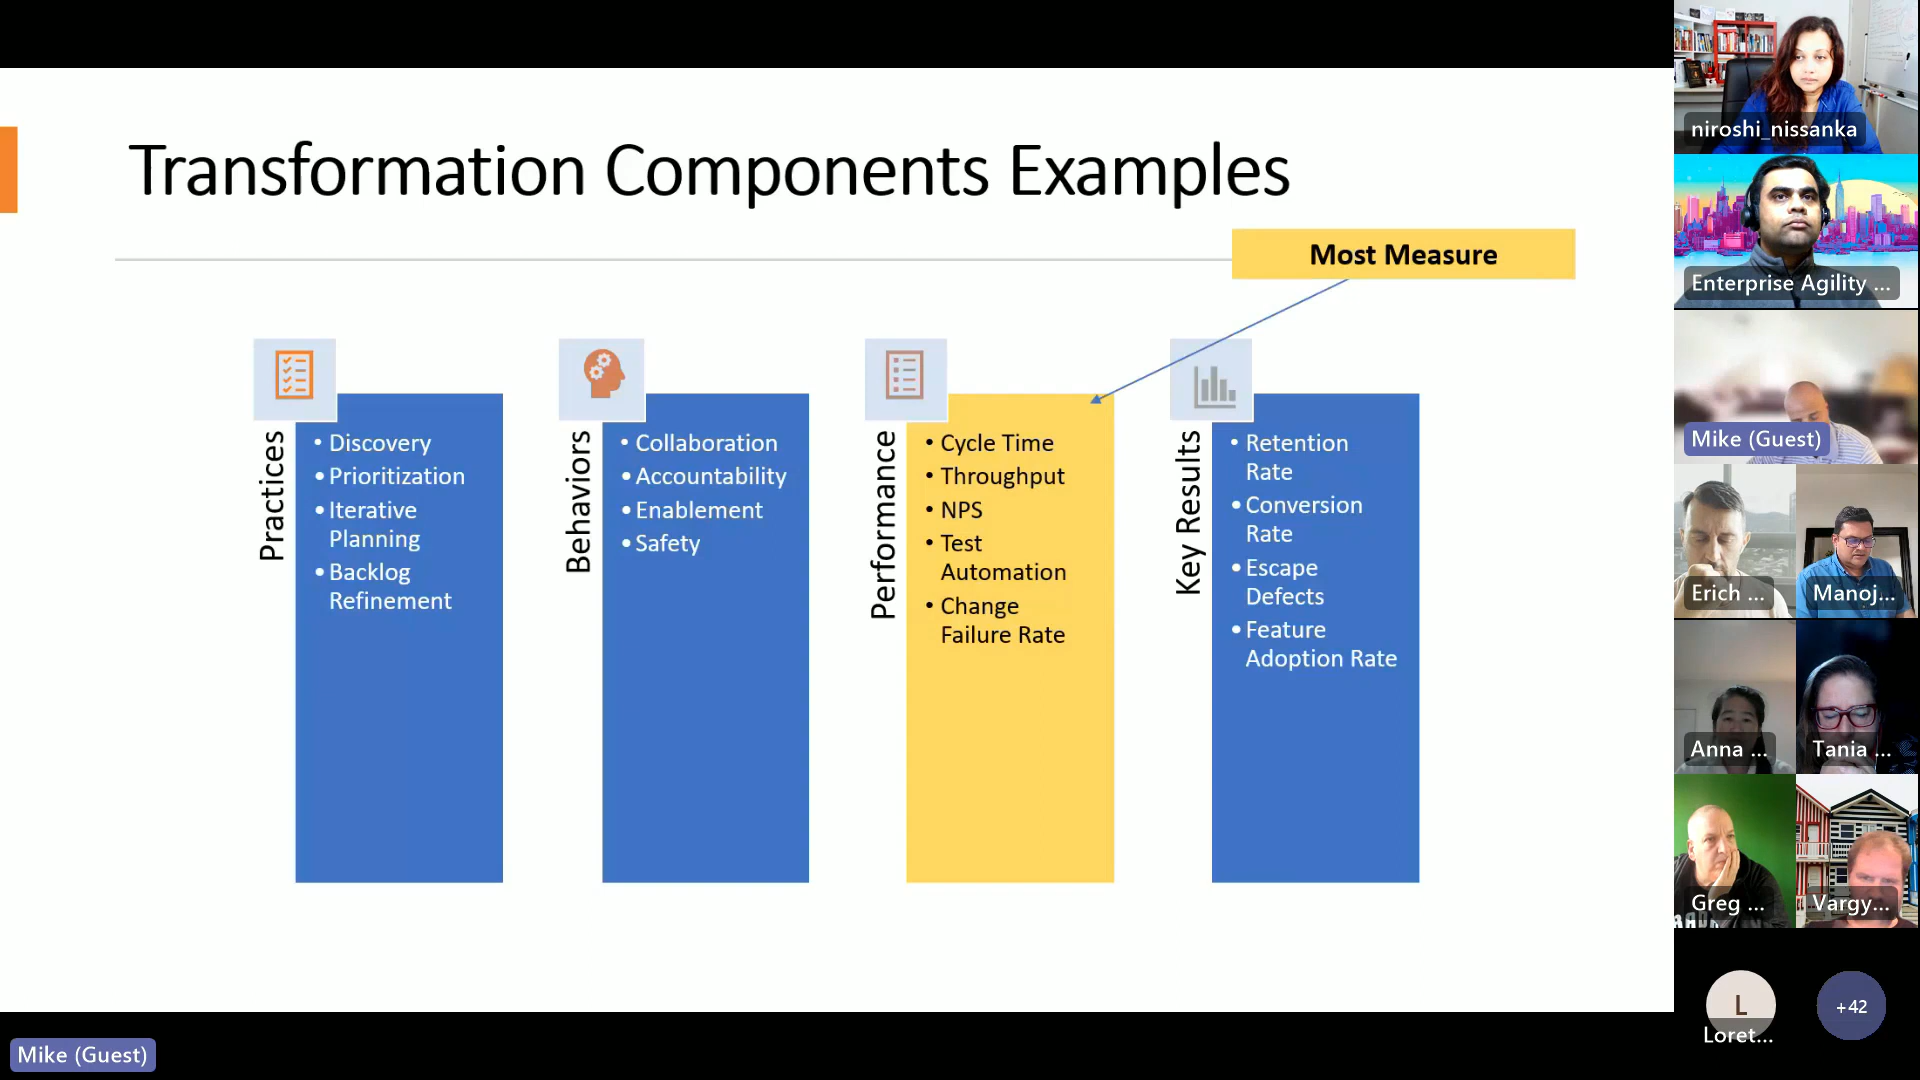 Transformation Components Examples
Most Measure
Practices
• Discovery
• Prioritization
• Iterative
Planning
• Backlog
Refinement
Behaviors
• Collaboration
• Accountability
• Enablement
• Safety
Performance
• Cycle Time
• Throughput
• NPS
• Test
Automation
• Change
Failure Rate
Key Results
• Retention
Rate
• Conversion
Rate
• Escape
Defects
• Feature
Adoption Rate
niroshi_nissanka
Enterprise Agility ...
Mike (Guest)
Erich ...
Manoj...
Anna ...
Tania ...
Greg ...
Vargy...
L
Loret...
+42
Mike (Guest)